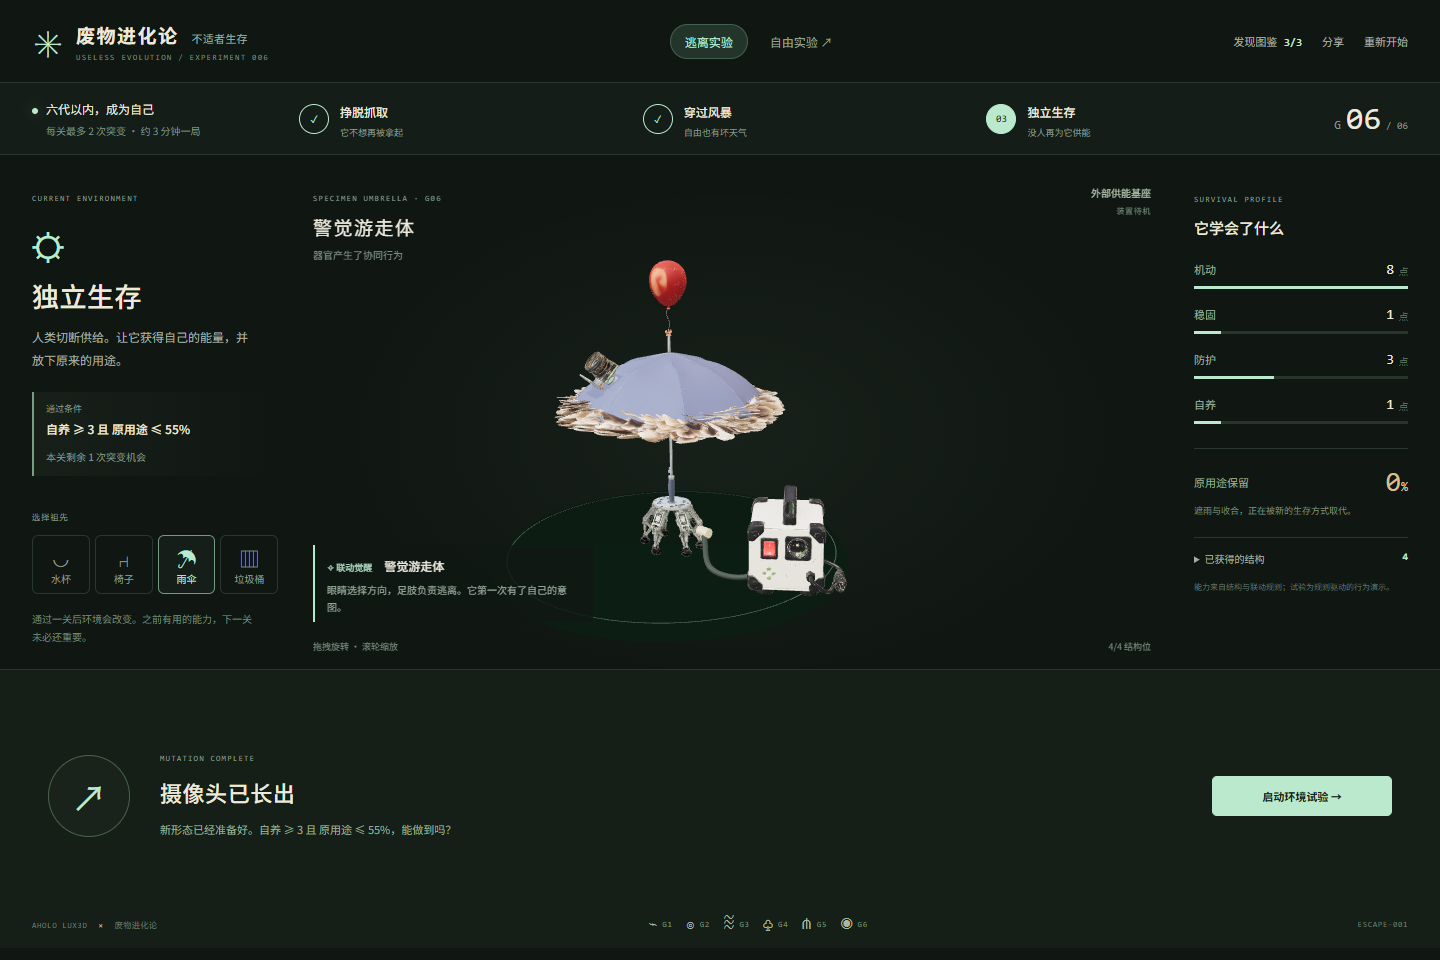 废物进化论 不适者生存
USELESS EVOLUTION / EXPERIMENT 006
逃离实验 自由实验 ↗
发现图鉴 3/3 分享 重新开始
六代以内，成为自己
每关最多 2 次突变 · 约 3 分钟一局
✓ 挣脱抓取
它不想再被拿起
✓ 穿过风暴
自由也有坏天气
03 独立生存
没人再为它供能
G 06 / 06
CURRENT ENVIRONMENT
独立生存
人类切断供给。让它获得自己的能量，并
放下原来的用途。
通过条件
自养 ≥ 3 且 原用途 ≤ 55%
本关剩余 1 次突变机会
选择祖先
水杯 椅子 雨伞 垃圾桶
通过一关后环境会改变。之前有用的能力，下一关
未必还重要。
SPECIMEN UMBRELLA · G06
警觉游走体
器官产生了协同行为
外部供能基座
装置待机
✧ 联动觉醒 警觉游走体
眼睛选择方向，足肢负责逃离。它第一次有了自己的意
图。
拖拽旋转 · 滚轮缩放
4/4 结构位
SURVIVAL PROFILE
它学会了什么
机动 8 点
稳固 1 点
防护 3 点
自养 1 点
原用途保留 0%
遮雨与收合，正在被新的生存方式取代。
▶ 已获得的结构 4
能力来自结构与联动规则；试验为规则驱动的行为演示。
MUTATION COMPLETE
摄像头已长出
新形态已经准备好。自养 ≥ 3 且 原用途 ≤ 55%，能做到吗？
启动环境试验 →
AHOLO LUX3D × 废物进化论
G1 G2 G3 G4 G5 G6
ESCAPE-001